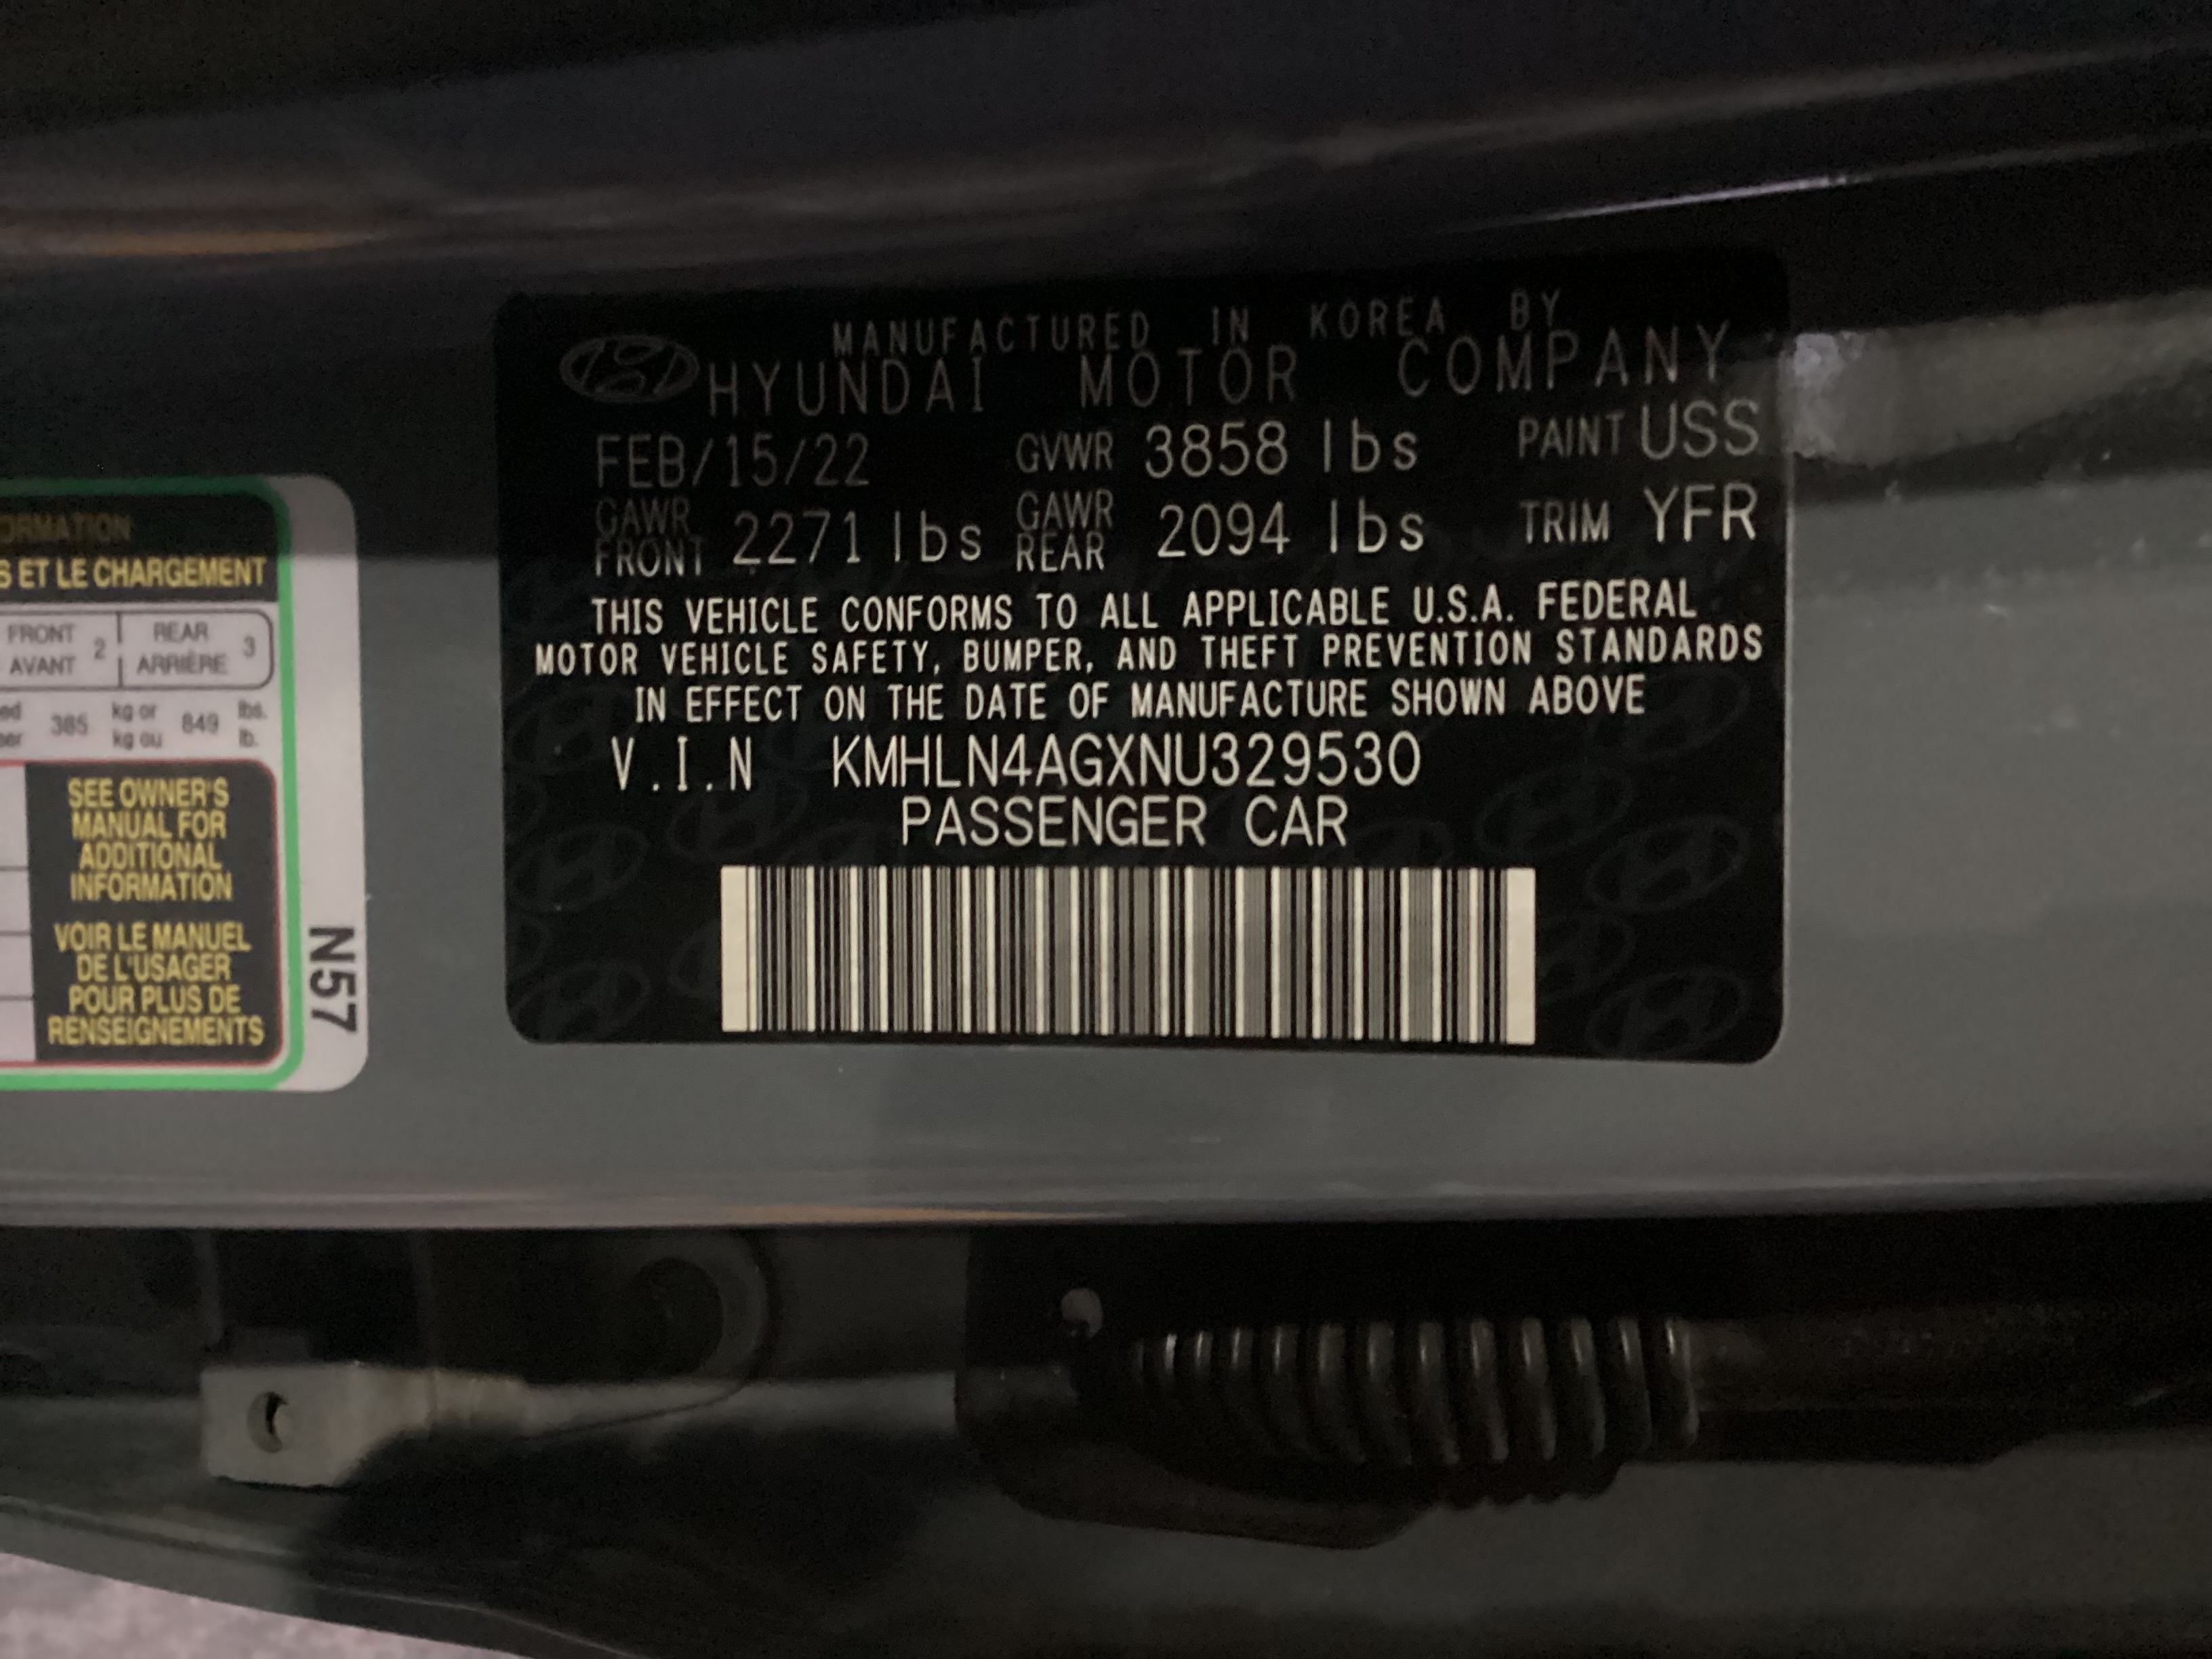 MANUFACTURED IN KOREA BY
HYUNDAI MOTOR COMPANY
FEB/15/22 GVWR 3858 lbs PAINT USS
GAWR FRONT 2271 lbs GAWR REAR 2094 lbs TRIM YFR
THIS VEHICLE CONFORMS TO ALL APPLICABLE U.S.A. FEDERAL
MOTOR VEHICLE SAFETY, BUMPER, AND THEFT PREVENTION STANDARDS
IN EFFECT ON THE DATE OF MANUFACTURE SHOWN ABOVE
V.I.N KMHLN4AGXNU329530
PASSENGER CAR
ET LE CHARGEMENT
FRONT 2 REAR 3
AVANT ARRIÈRE
385 kg or 849 lbs.
kg ou lb.
SEE OWNER'S
MANUAL FOR
ADDITIONAL
INFORMATION
VOIR LE MANUEL
DE L'USAGER
POUR PLUS DE
RENSEIGNEMENTS
N57